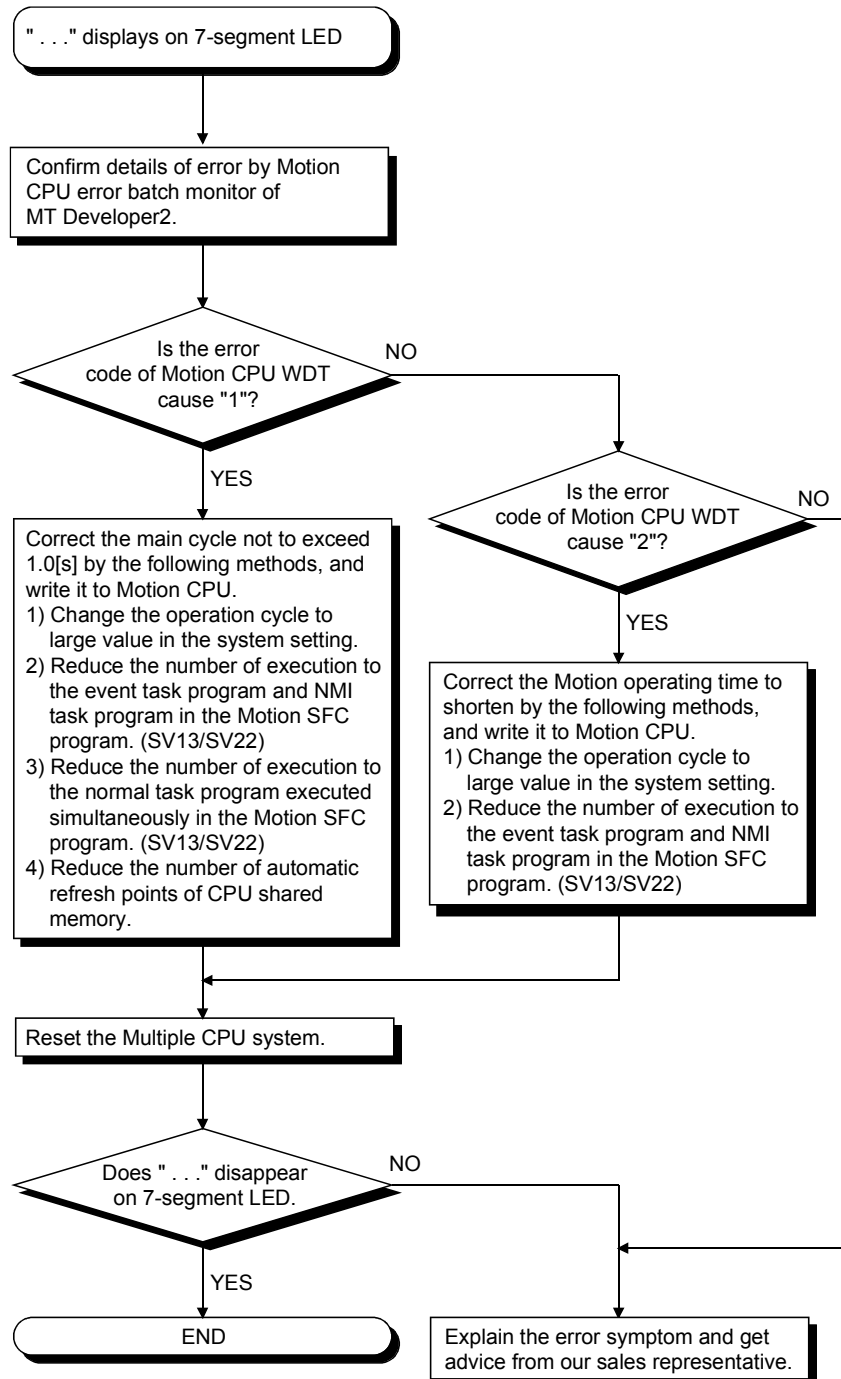 " . . ." displays on 7-segment LED
Confirm details of error by Motion
CPU error batch monitor of
MT Developer2.
Is the error
code of Motion CPU WDT
cause "1"?
NO
YES
Is the error
code of Motion CPU WDT
cause "2"?
NO
YES
Correct the main cycle not to exceed
1.0[s] by the following methods, and
write it to Motion CPU.
1) Change the operation cycle to
large value in the system setting.
2) Reduce the number of execution to
the event task program and NMI
task program in the Motion SFC
program. (SV13/SV22)
3) Reduce the number of execution to
the normal task program executed
simultaneously in the Motion SFC
program. (SV13/SV22)
4) Reduce the number of automatic
refresh points of CPU shared
memory.
Correct the Motion operating time to
shorten by the following methods,
and write it to Motion CPU.
1) Change the operation cycle to
large value in the system setting.
2) Reduce the number of execution to
the event task program and NMI
task program in the Motion SFC
program. (SV13/SV22)
Reset the Multiple CPU system.
Does " . . ." disappear
on 7-segment LED.
NO
YES
END
Explain the error symptom and get
advice from our sales representative.